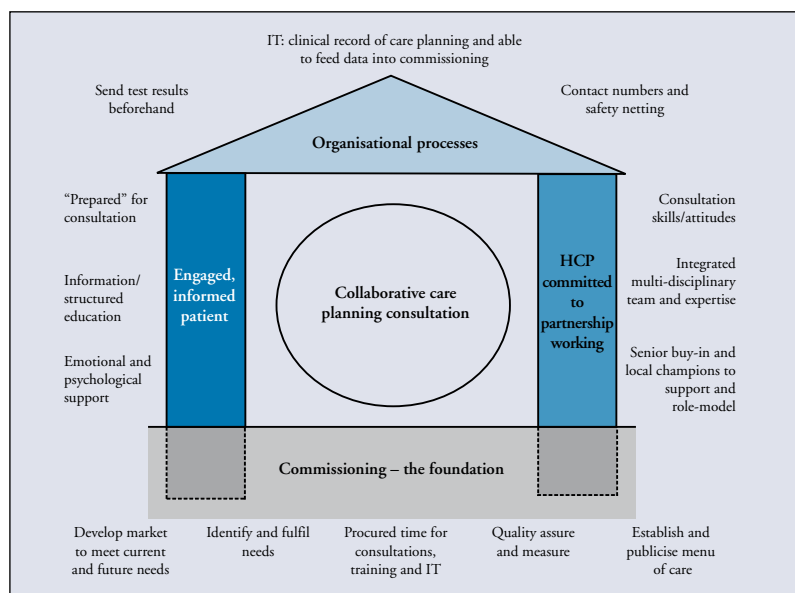 IT: clinical record of care planning and able
to feed data into commissioning
Send test results
beforehand
Contact numbers and
safety netting
Organisational processes
“Prepared” for
consultation
Information/
structured
education
Emotional and
psychological
support
Engaged,
informed
patient
Collaborative care
planning consultation
HCP
committed
to
partnership
working
Consultation
skills/attitudes
Integrated
multi-disciplinary
team and expertise
Senior buy-in and
local champions to
support and
role-model
Commissioning – the foundation
Develop market
to meet current
and future needs
Identify and fulfil
needs
Procured time for
consultations,
training and IT
Quality assure
and measure
Establish and
publicise menu
of care